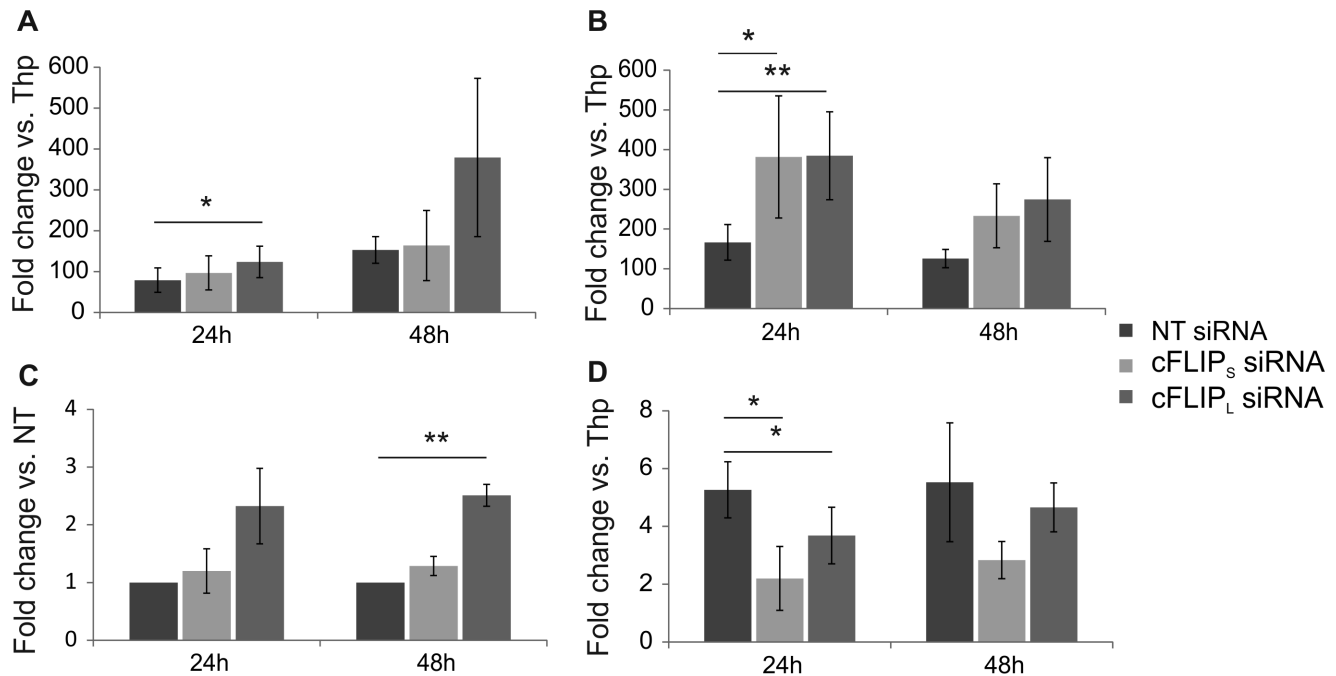 A
Fold change vs. Thp
600
500
400
300
200
100
0
*
24h
48h
B
Fold change vs. Thp
600
500
400
300
200
100
0
*
**
24h
48h
NT siRNA
cFLIPS siRNA
cFLIPL siRNA
C
Fold change vs. NT
4
3
2
1
0
**
24h
48h
D
Fold change vs. Thp
8
6
4
2
0
*
*
24h
48h